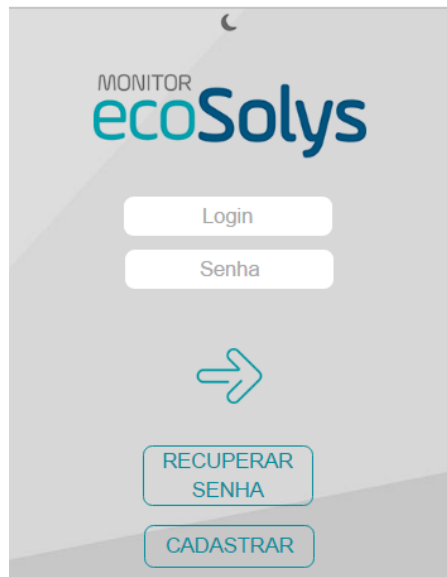 MONITOR
ecoSolys
Login
Senha
RECUPERAR
SENHA
CADASTRAR